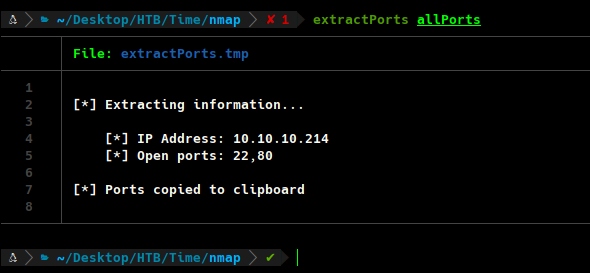 ~/Desktop/HTB/Time/nmap ✘ 1 extractPorts allPorts
File: extractPorts.tmp
1
2 [*] Extracting information...
3
4 [*] IP Address: 10.10.10.214
5 [*] Open ports: 22,80
6
7 [*] Ports copied to clipboard
8
~/Desktop/HTB/Time/nmap ✔